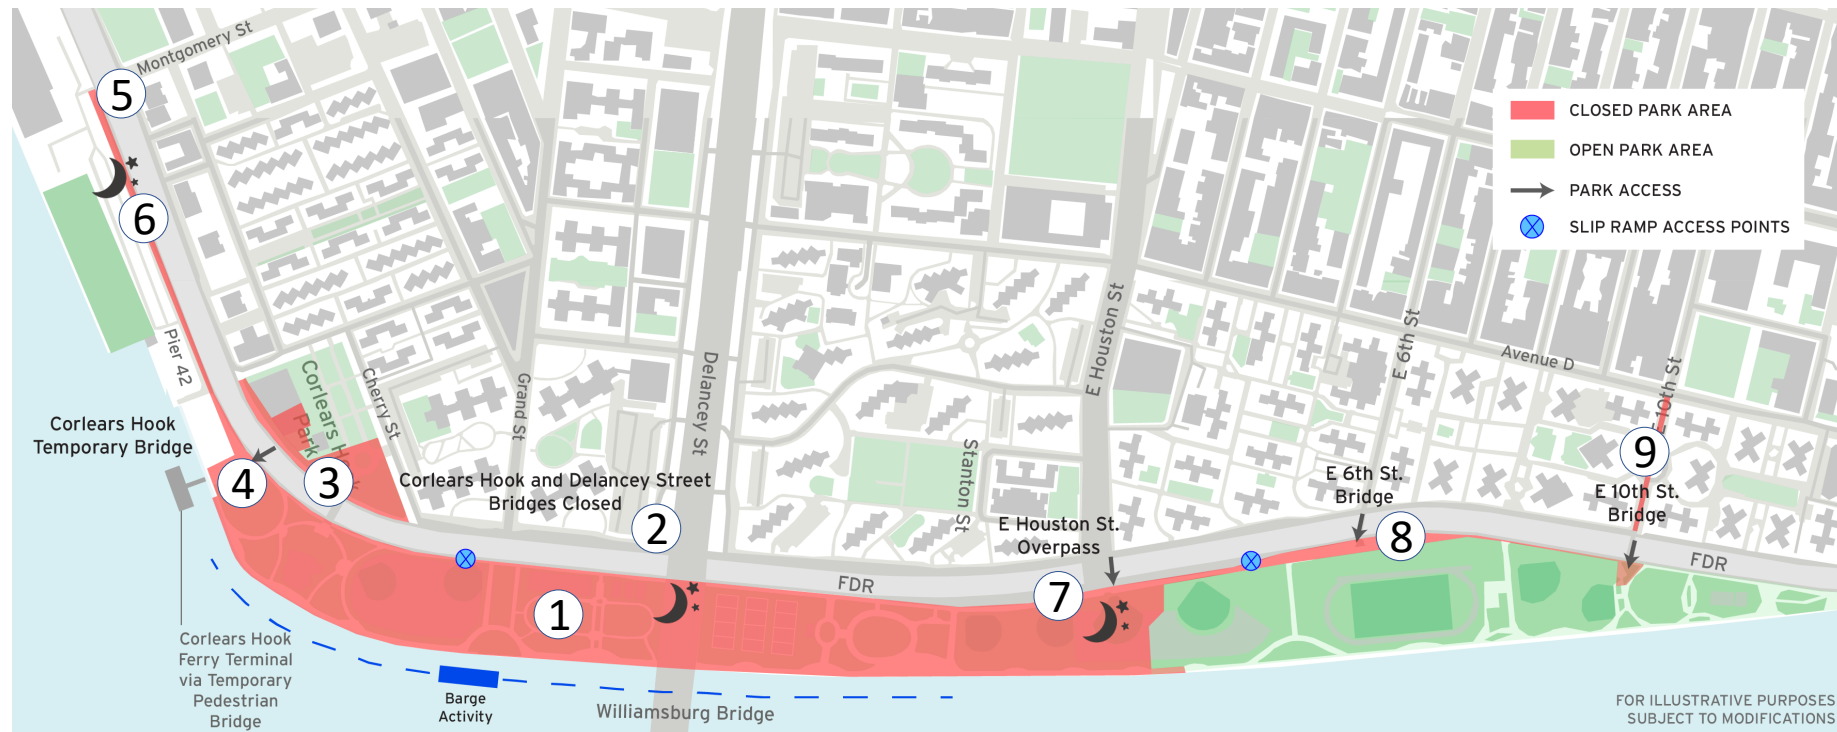 Montgomery St
5
6
Pier 42
Corlears Hook
Temporary Bridge
4
3
Cherry St
Grand St
Delancey St
Corlears Hook and Delancey Street
Bridges Closed
2
1
FDR
Stanton St
E Houston St
E Houston St.
Overpass
7
E 6th St
E 6th St.
Bridge
8
Avenue D
E 10th St
9
E 10th St.
Bridge
FDR
CLOSED PARK AREA
OPEN PARK AREA
PARK ACCESS
SLIP RAMP ACCESS POINTS
Corlears Hook
Ferry Terminal
via Temporary
Pedestrian
Bridge
Barge
Activity
Williamsburg Bridge
FOR ILLUSTRATIVE PURPOSES
SUBJECT TO MODIFICATIONS